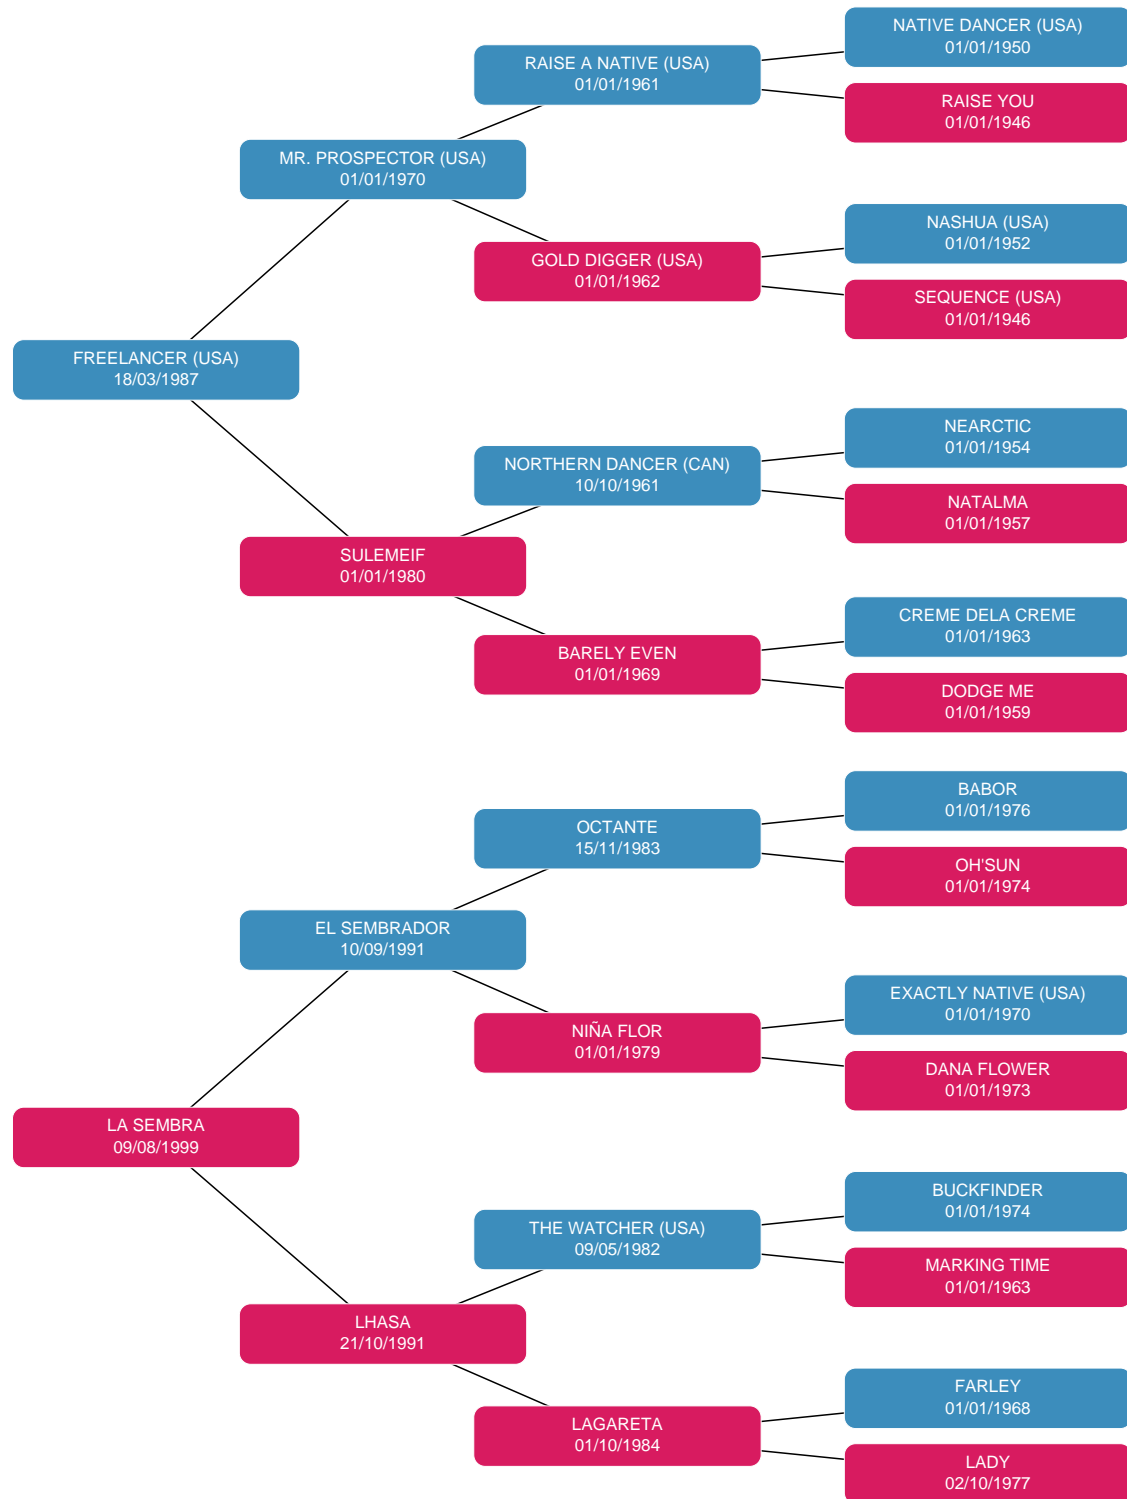 NATIVE DANCER (USA)
01/01/1950
RAISE A NATIVE (USA)
01/01/1961
RAISE YOU
01/01/1946
MR. PROSPECTOR (USA)
01/01/1970
NASHUA (USA)
01/01/1952
GOLD DIGGER (USA)
01/01/1962
SEQUENCE (USA)
01/01/1946
FREELANCER (USA)
18/03/1987
NEARCTIC
01/01/1954
NORTHERN DANCER (CAN)
10/10/1961
NATALMA
01/01/1957
SULEMEIF
01/01/1980
CREME DELA CREME
01/01/1963
BARELY EVEN
01/01/1969
DODGE ME
01/01/1959
BABOR
01/01/1976
OCTANTE
15/11/1983
OH'SUN
01/01/1974
EL SEMBRADOR
10/09/1991
EXACTLY NATIVE (USA)
01/01/1970
NIÑA FLOR
01/01/1979
DANA FLOWER
01/01/1973
LA SEMBRA
09/08/1999
BUCKFINDER
01/01/1974
THE WATCHER (USA)
09/05/1982
MARKING TIME
01/01/1963
LHASA
21/10/1991
FARLEY
01/01/1968
LAGARETA
01/10/1984
LADY
02/10/1977